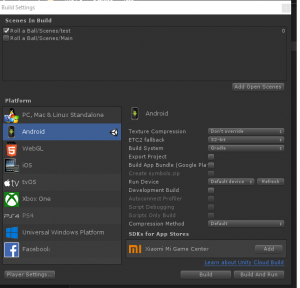 Build Settings
Scenes In Build
Roll a Ball/Scenes/test 0
Roll a Ball/Scenes/Main
Add Open Scenes
Platform
PC, Mac & Linux Standalone
Android
WebGL
iOS
tvOS
Xbox One
PS4
Universal Windows Platform
Facebook
Android
Texture Compression Don't override
ETC2 fallback 32-bit
Build System Gradle
Export Project
Build App Bundle (Google Pla
Create symbols.zip
Run Device Default device Refresh
Development Build
Autoconnect Profiler
Script Debugging
Scripts Only Build
Compression Method Default
SDKs for App Stores
Xiaomi Mi Game Center Add
Learn about Unity Cloud Build
Player Settings...
Build
Build And Run